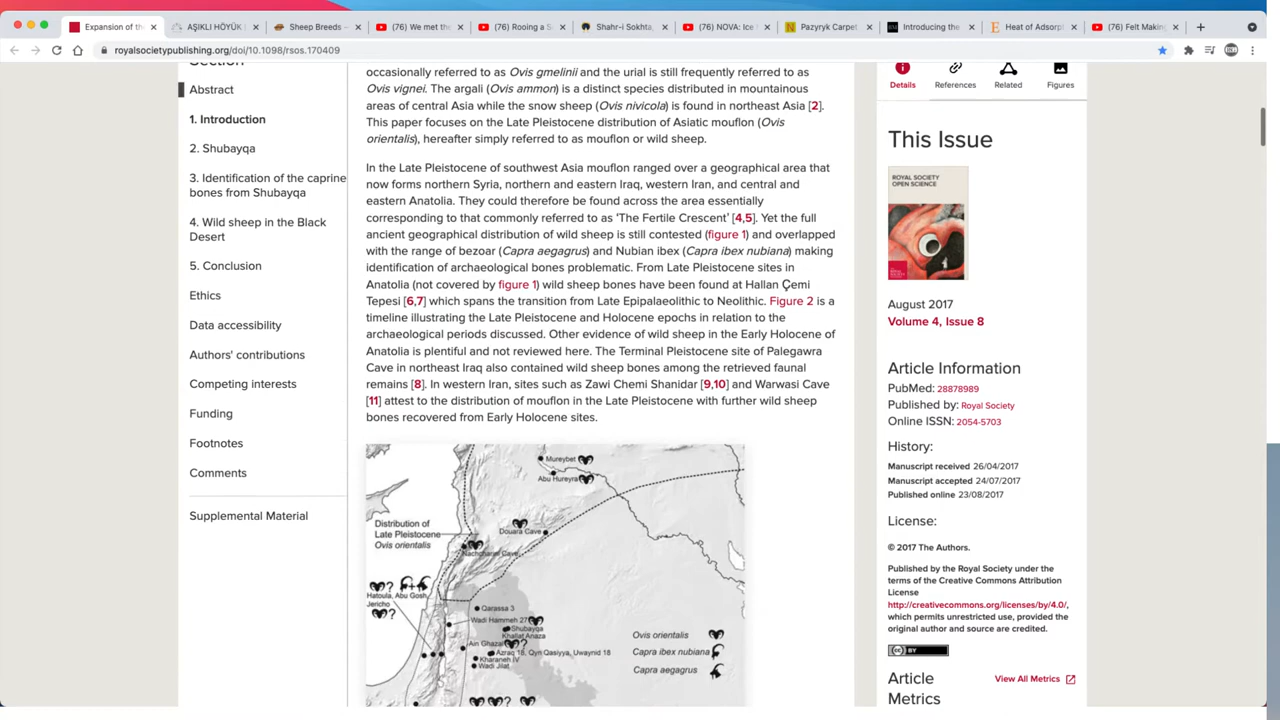 Expansion of the
AŞIKLI HÖYÜK
Sheep Breeds –
(76) We met the
(76) Rooing a S
Shahr-i Sokhta,
(76) NOVA: Ice
Pazyryk Carpet
Introducing the
Heat of Adsorp
(76) Felt Makin
royalsocietypublishing.org/doi/10.1098/rsos.170409
Section
Abstract
1. Introduction
2. Shubayqa
3. Identification of the caprine
bones from Shubayqa
4. Wild sheep in the Black
Desert
5. Conclusion
Ethics
Data accessibility
Authors' contributions
Competing interests
Funding
Footnotes
Comments
Supplemental Material
occasionally referred to as Ovis gmelinii and the urial is still frequently referred to as
Ovis vignei. The argali (Ovis ammon) is a distinct species distributed in mountainous
areas of central Asia while the snow sheep (Ovis nivicola) is found in northeast Asia [2].
This paper focuses on the Late Pleistocene distribution of Asiatic mouflon (Ovis
orientalis), hereafter simply referred to as mouflon or wild sheep.
In the Late Pleistocene of southwest Asia mouflon ranged over a geographical area that
now forms northern Syria, northern and eastern Iraq, western Iran, and central and
eastern Anatolia. They could therefore be found across the area essentially
corresponding to that commonly referred to as 'The Fertile Crescent' [4,5]. Yet the full
ancient geographical distribution of wild sheep is still contested (figure 1) and overlapped
with the range of bezoar (Capra aegagrus) and Nubian ibex (Capra ibex nubiana) making
identification of archaeological bones problematic. From Late Pleistocene sites in
Anatolia (not covered by figure 1) wild sheep bones have been found at Hallan Çemi
Tepesi [6,7] which spans the transition from Late Epipalaeolithic to Neolithic. Figure 2 is a
timeline illustrating the Late Pleistocene and Holocene epochs in relation to the
archaeological periods discussed. Other evidence of wild sheep in the Early Holocene of
Anatolia is plentiful and not reviewed here. The Terminal Pleistocene site of Palegawra
Cave in northeast Iraq also contained wild sheep bones among the retrieved faunal
remains [8]. In western Iran, sites such as Zawi Chemi Shanidar [9,10] and Warwasi Cave
[11] attest to the distribution of mouflon in the Late Pleistocene with further wild sheep
bones recovered from Early Holocene sites.
Mureybet
Abu Hureyra
Distribution of
Late Pleistocene
Ovis orientalis
Douara Cave
Nachcharini Cave
?
Hatoula, Abu Gosh,
Jericho
?
Qarassa 3
Wadi Hammeh 27
Shubayqa
Khallat Anaza
Ain Ghazal ?
Azraq 18, Qyn Qasiyya, Uwaynid 18
Kharaneh IV
Wadi Jilat
?
Ovis orientalis
Capra ibex nubiana
Capra aegagrus
Details
References
Related
Figures
This Issue
ROYAL SOCIETY
OPEN SCIENCE
August 2017
Volume 4, Issue 8
Article Information
PubMed: 28878989
Published by: Royal Society
Online ISSN: 2054-5703
History:
Manuscript received 26/04/2017
Manuscript accepted 24/07/2017
Published online 23/08/2017
License:
© 2017 The Authors.
Published by the Royal Society under the
terms of the Creative Commons Attribution
License
http://creativecommons.org/licenses/by/4.0/,
which permits unrestricted use, provided the
original author and source are credited.
cc BY
Article
Metrics
View All Metrics